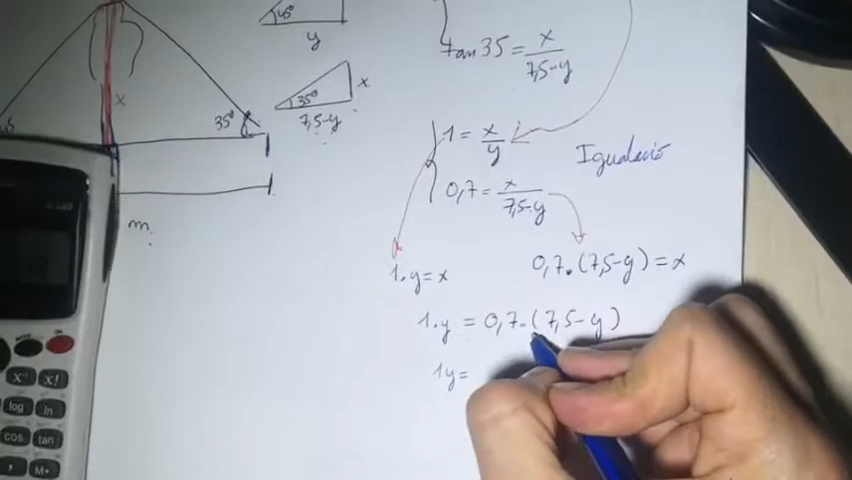 45°
y
tan 35 = x / 7,5-y
x
35°
x
35°
7,5-y
1 = x / y
Igualació
0,7 = x / 7,5-y
m
1·y = x
0,7·(7,5-y) = x
1·y = 0,7·(7,5-y)
1y =
x⁻¹ x!
log ln
cos tan
, M+